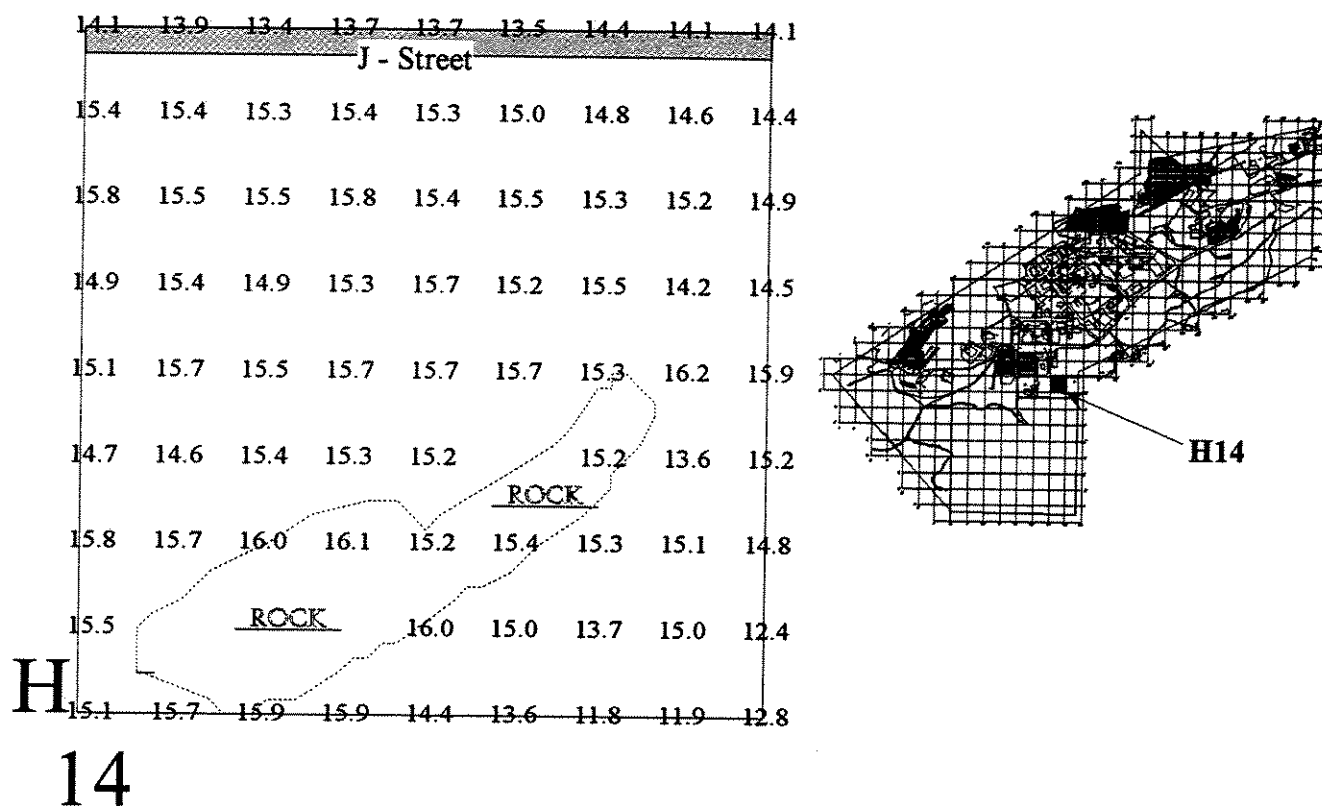 14.1 13.9 13.4 13.7 13.7 13.5 14.4 14.1 14.1
J - Street
15.4 15.4 15.3 15.4 15.3 15.0 14.8 14.6 14.4
15.8 15.5 15.5 15.8 15.4 15.5 15.3 15.2 14.9
14.9 15.4 14.9 15.3 15.7 15.2 15.5 14.2 14.5
15.1 15.7 15.5 15.7 15.7 15.7 15.3 16.2 15.9
14.7 14.6 15.4 15.3 15.2 15.2 13.6 15.2
H14
ROCK
15.8 15.7 16.0 16.1 15.2 15.4 15.3 15.1 14.8
15.5 ROCK 16.0 15.0 13.7 15.0 12.4
H
15.1 15.7 15.9 15.9 14.4 13.6 11.8 11.9 12.8
14